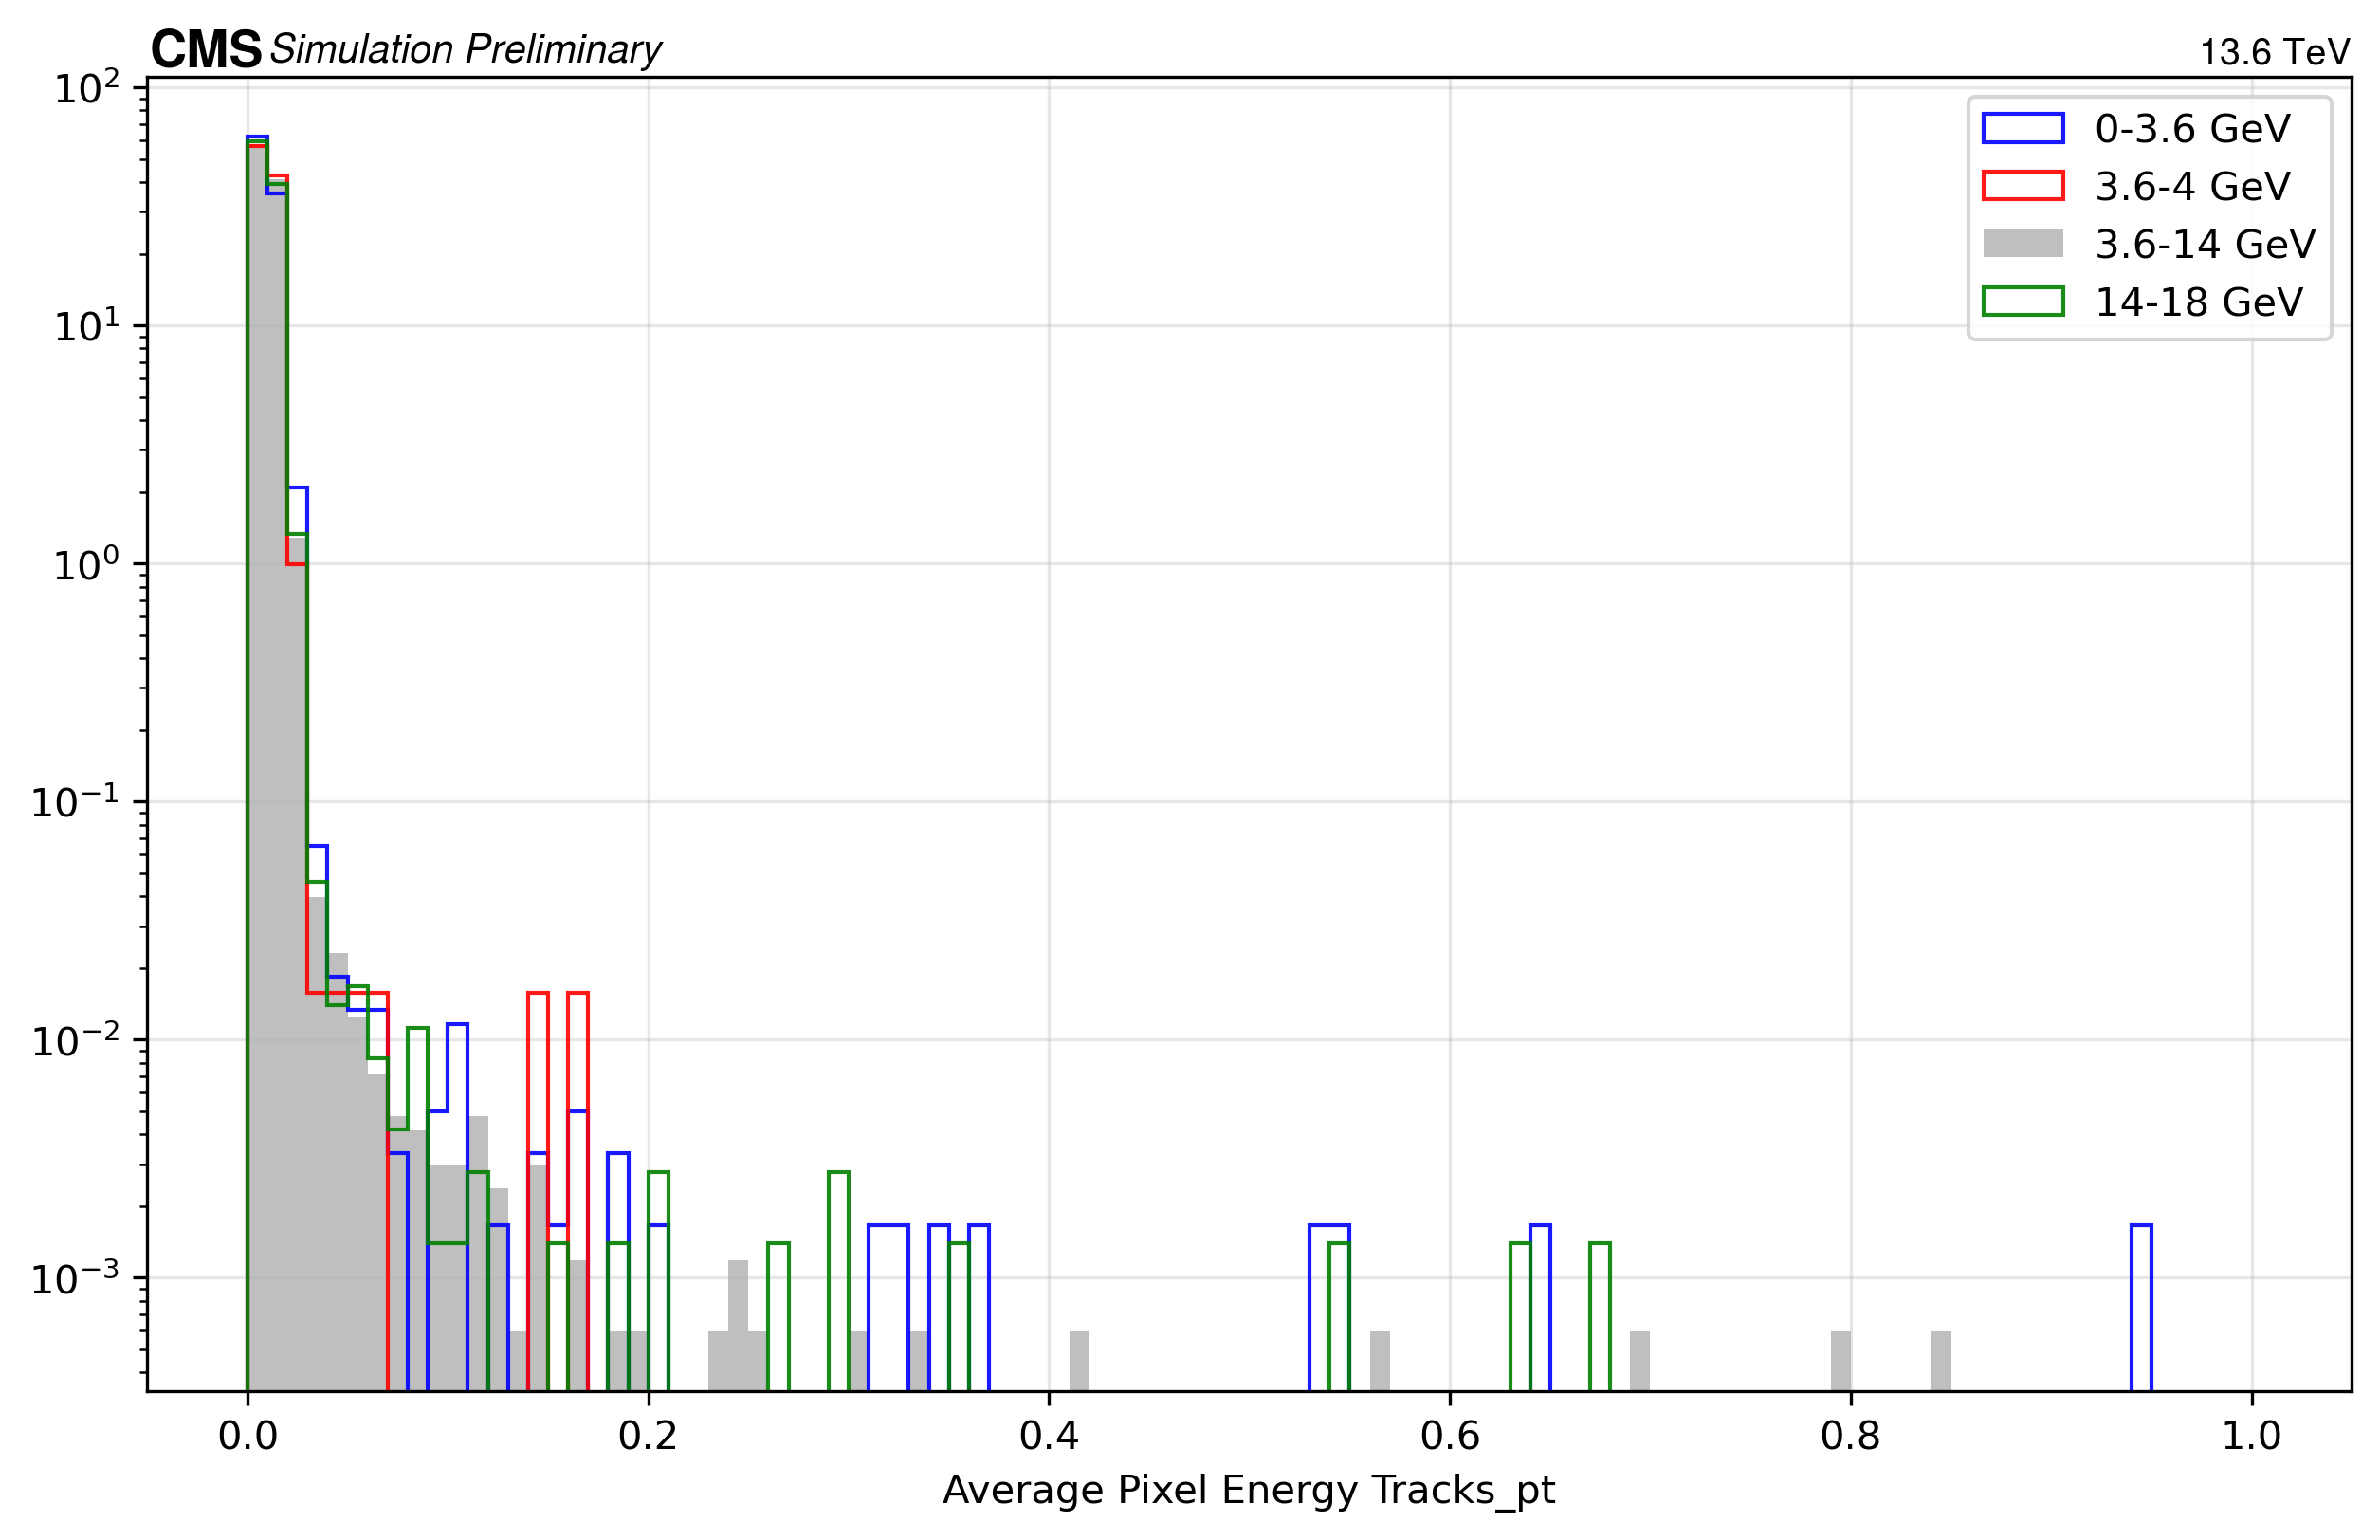 CMS Simulation Preliminary 13.6 TeV
10²
10¹
10⁰
10⁻¹
10⁻²
10⁻³
0-3.6 GeV
3.6-4 GeV
3.6-14 GeV
14-18 GeV
0.0 0.2 0.4 0.6 0.8 1.0
Average Pixel Energy Tracks_pt